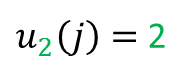 u₂(j) = 2